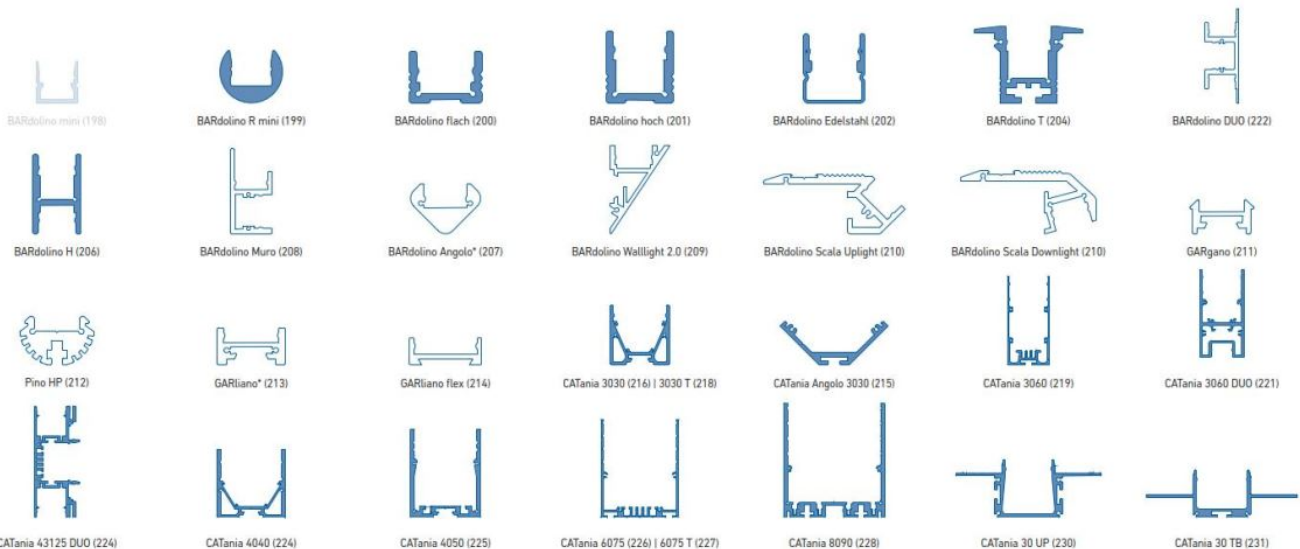 BARdolino mini (198)
BARdolino R mini (199)
BARdolino flach (200)
BARdolino hoch (201)
BARdolino Edelstahl (202)
BARdolino T (204)
BARdolino DUO (222)
BARdolino H (206)
BARdolino Muro (208)
BARdolino Angolo* (207)
BARdolino Walllight 2.0 (209)
BARdolino Scala Uplight (210)
BARdolino Scala Downlight (210)
GARgano (211)
Pino HP (212)
GARliano* (213)
GARliano flex (214)
CATania 3030 (216) | 3030 T (218)
CATania Angolo 3030 (215)
CATania 3060 (219)
CATania 3060 DUO (221)
CATania 43125 DUO (224)
CATania 4040 (224)
CATania 4050 (225)
CATania 6075 (226) | 6075 T (227)
CATania 8090 (228)
CATania 30 UP (230)
CATania 30 TB (231)